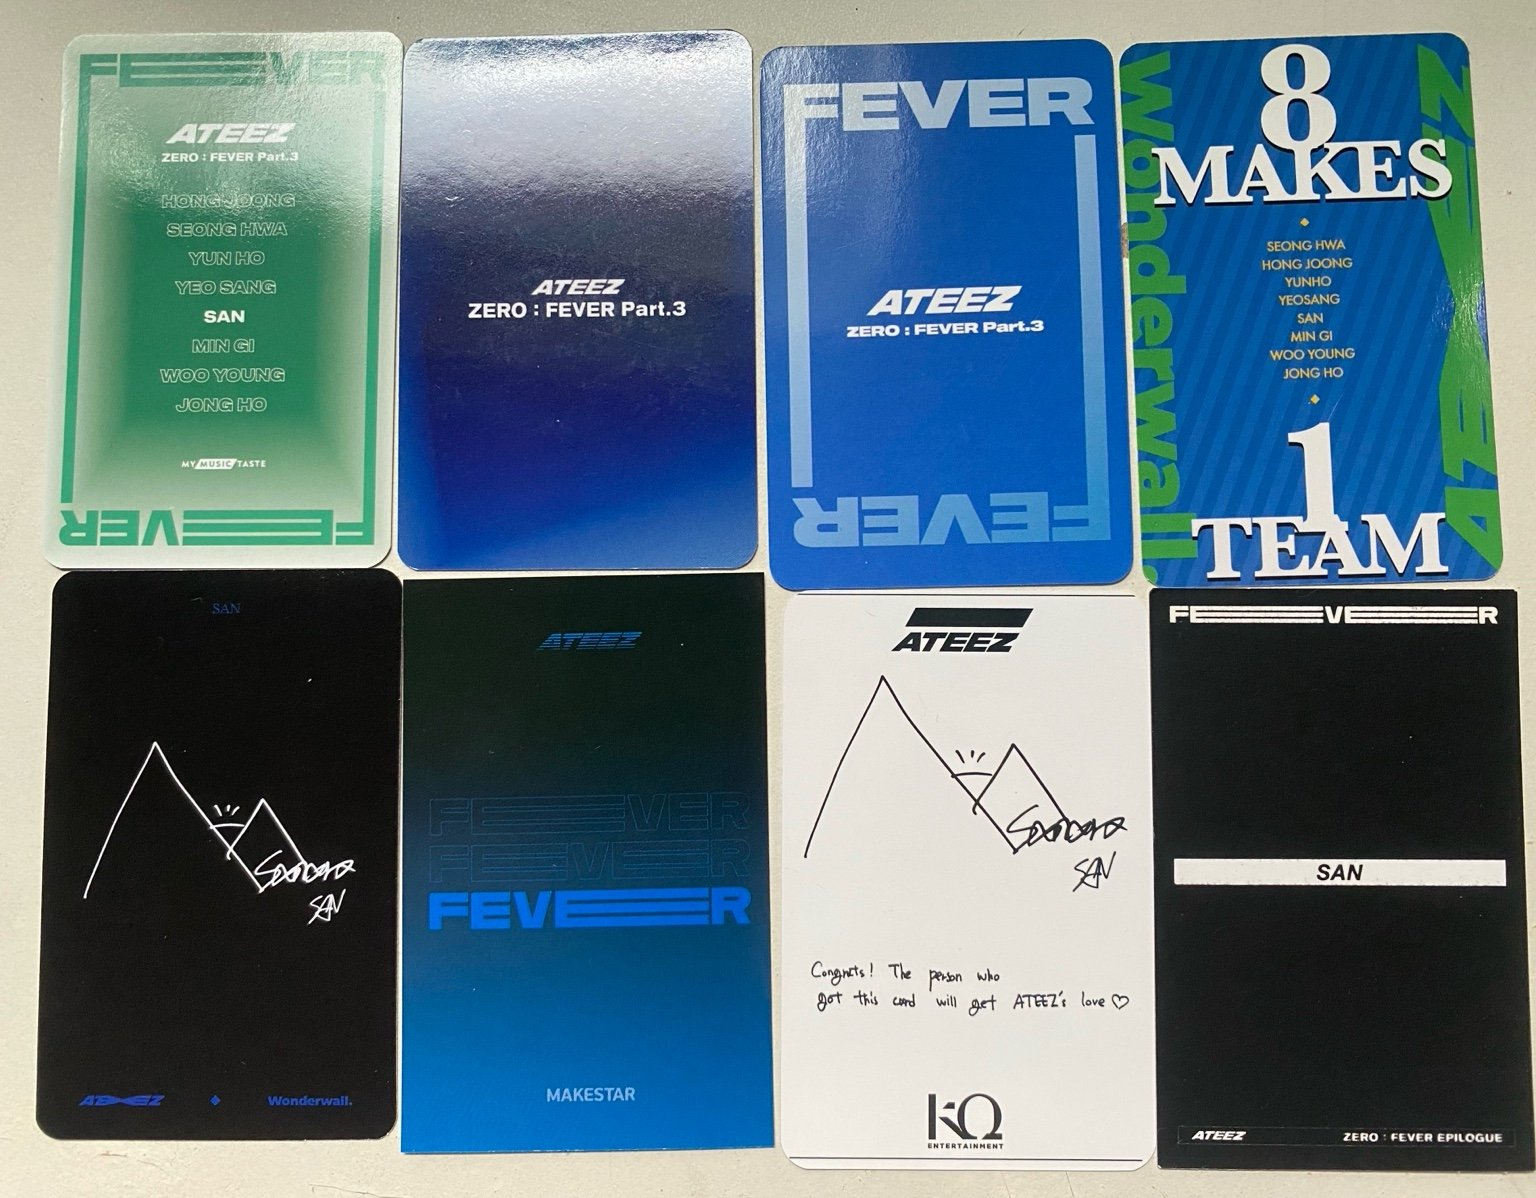 FEVER
ATEEZ
ZERO : FEVER Part.3
HONG JOONG
SEONG HWA
YUN HO
YEO SANG
SAN
MIN GI
WOO YOUNG
JONG HO
MY MUSIC TASTE
FEVER
ATEEZ
ZERO : FEVER Part.3
FEVER
ATEEZ
ZERO : FEVER Part.3
FEVER
8
MAKES
SEONG HWA
HONG JOONG
YUNHO
YEOSANG
SAN
MIN GI
WOO YOUNG
JONG HO
1
TEAM
Wonderwall.
ATEEZ
SAN
SAN
ATEEZ
Wonderwall.
ATEEZ
FEVER
FEVER
FEVER
MAKESTAR
ATEEZ
SAN
Congrats! The person who
got this card will get ATEEZ's love ♡
KQ
ENTERTAINMENT
FEVER
SAN
ATEEZ
ZERO : FEVER EPILOGUE